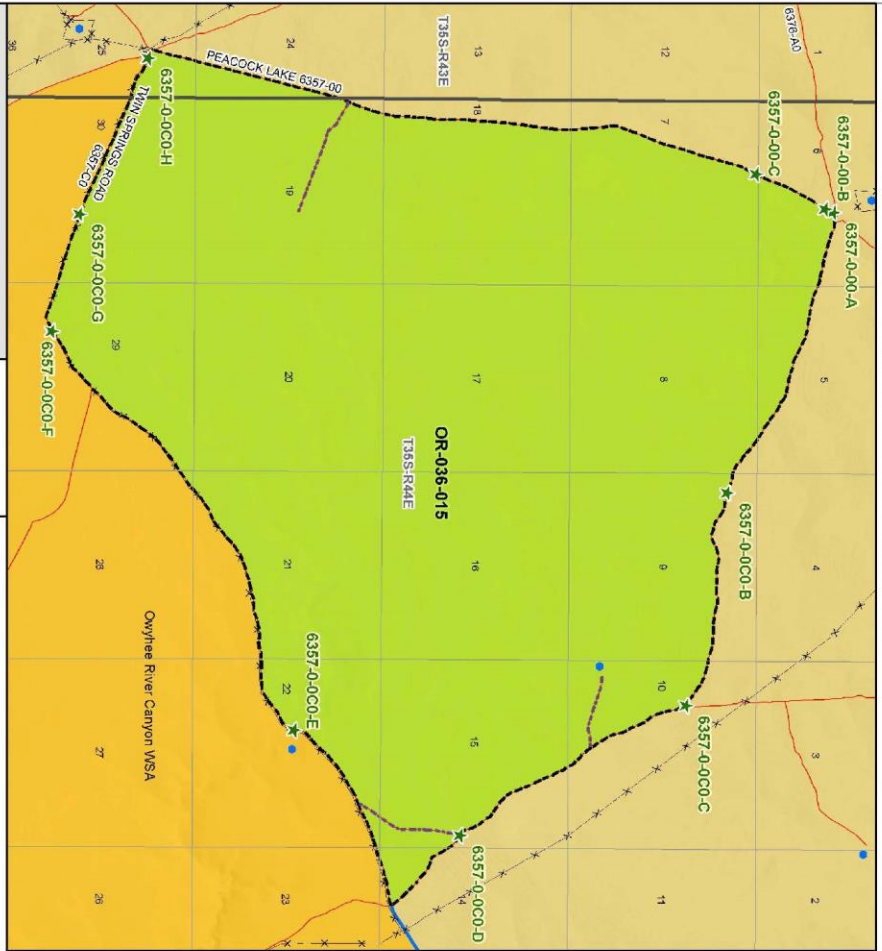 6357-0-00-B
6357-0-00-A
1
6
5
4
3
2
6378-A0
6357-0-00-C
6357-0-0C0-B
6357-0-0C0-C
12
7
8
9
10
11
13
18
17
16
15
14
6357-0-0C0-D
T35S-R43E
OR-036-015
T35S-R44E
6357-0-0C0-E
24
19
20
21
22
23
PEACOCK LAKE 6357-00
6357-0-0C0-H
TWIN SPRINGS ROAD
6357-C0
Owyhee River Canyon WSA
25
30
29
28
27
26
6357-0-0C0-G
6357-0-0C0-F
36